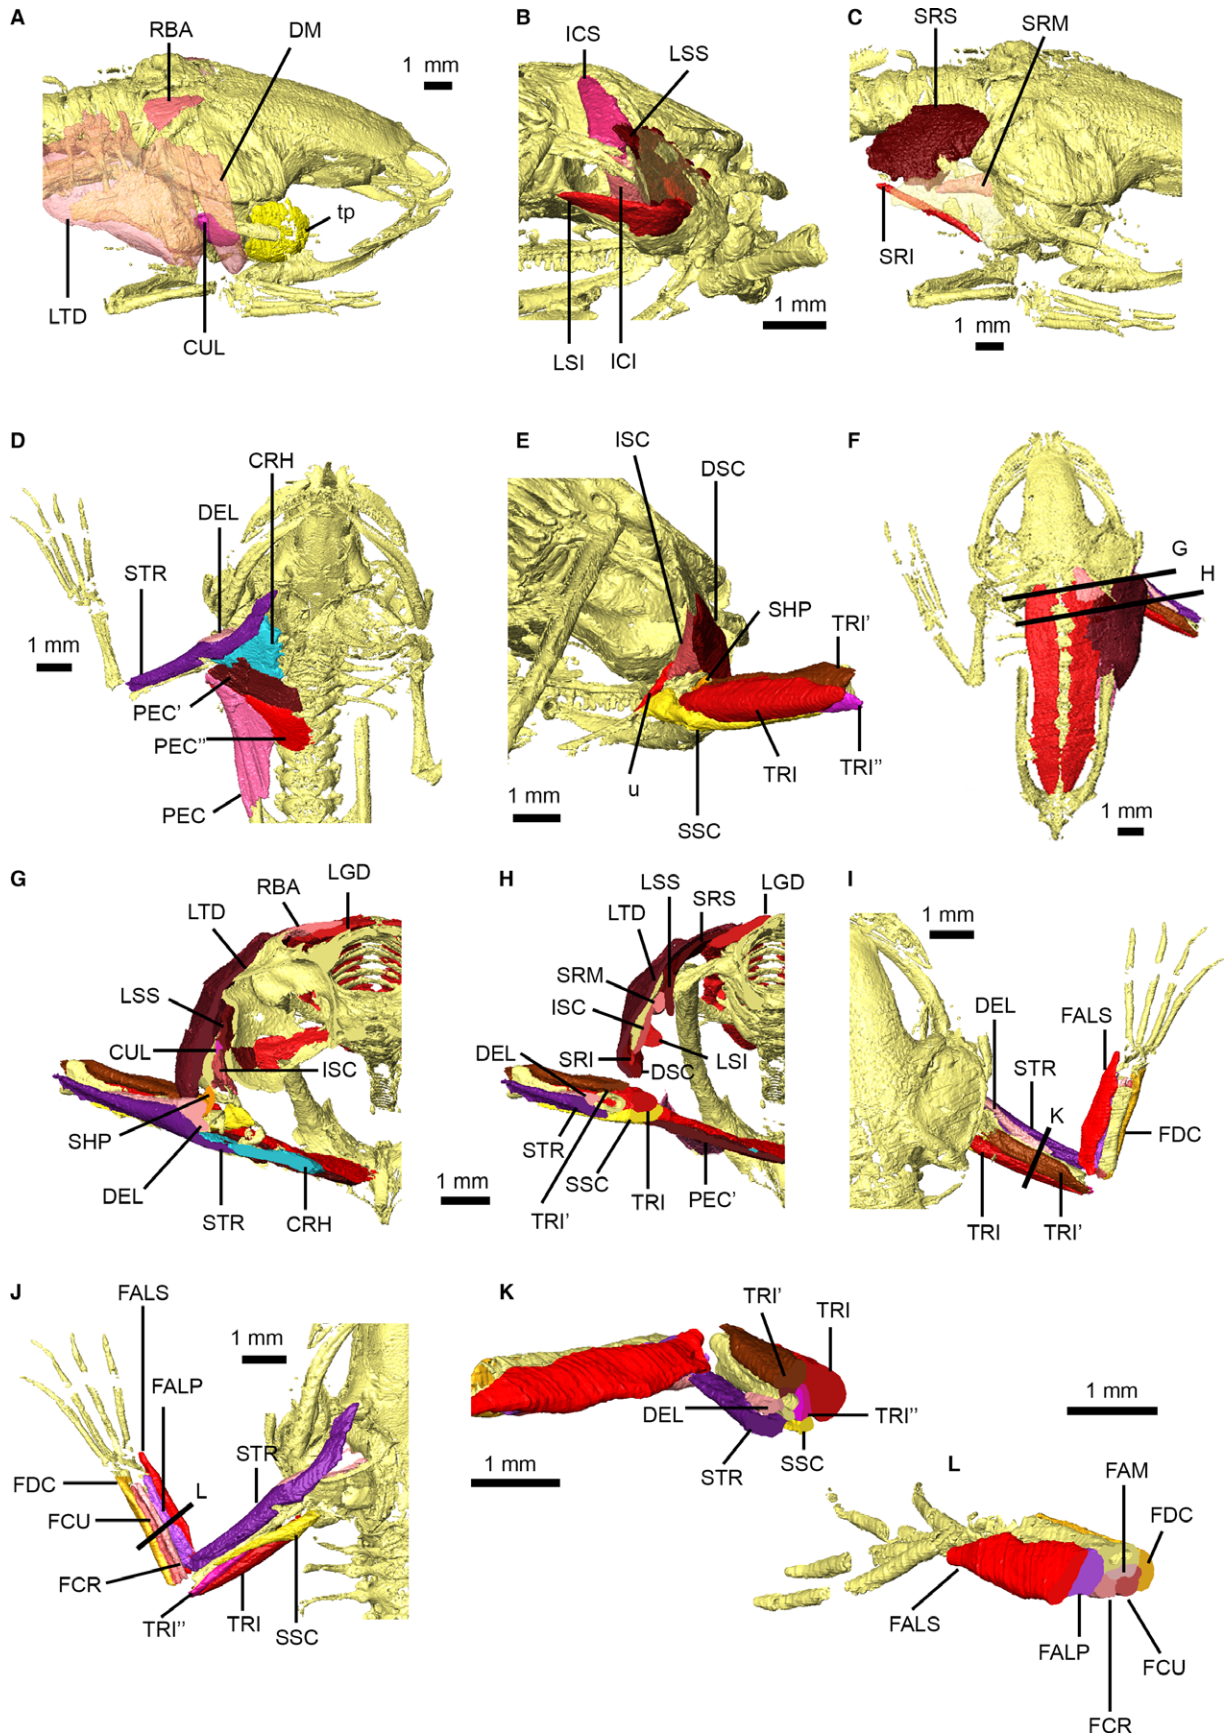 A
RBA
DM
1 mm
tp
LTD
CUL
B
ICS
LSS
LSI
ICI
1 mm
C
SRS
SRM
SRI
1 mm
D
CRH
DEL
STR
1 mm
PEC'
PEC''
PEC
E
ISC
DSC
SHP
TRI'
u
TRI
TRI''
1 mm
SSC
F
G
H
1 mm
G
RBA
LGD
LTD
LSS
CUL
ISC
SHP
DEL
STR
CRH
H
LSS
SRS
LGD
LTD
SRM
ISC
DEL
SRI
LSI
DSC
STR
SSC
TRI'
TRI
PEC'
1 mm
I
1 mm
DEL
FALS
STR
K
FDC
TRI
TRI'
J
FALS
1 mm
FALP
STR
FDC
L
FCU
FCR
TRI''
TRI
SSC
K
TRI'
TRI
DEL
TRI''
STR
SSC
1 mm
1 mm
L
FAM
FDC
FALS
FALP
FCU
FCR